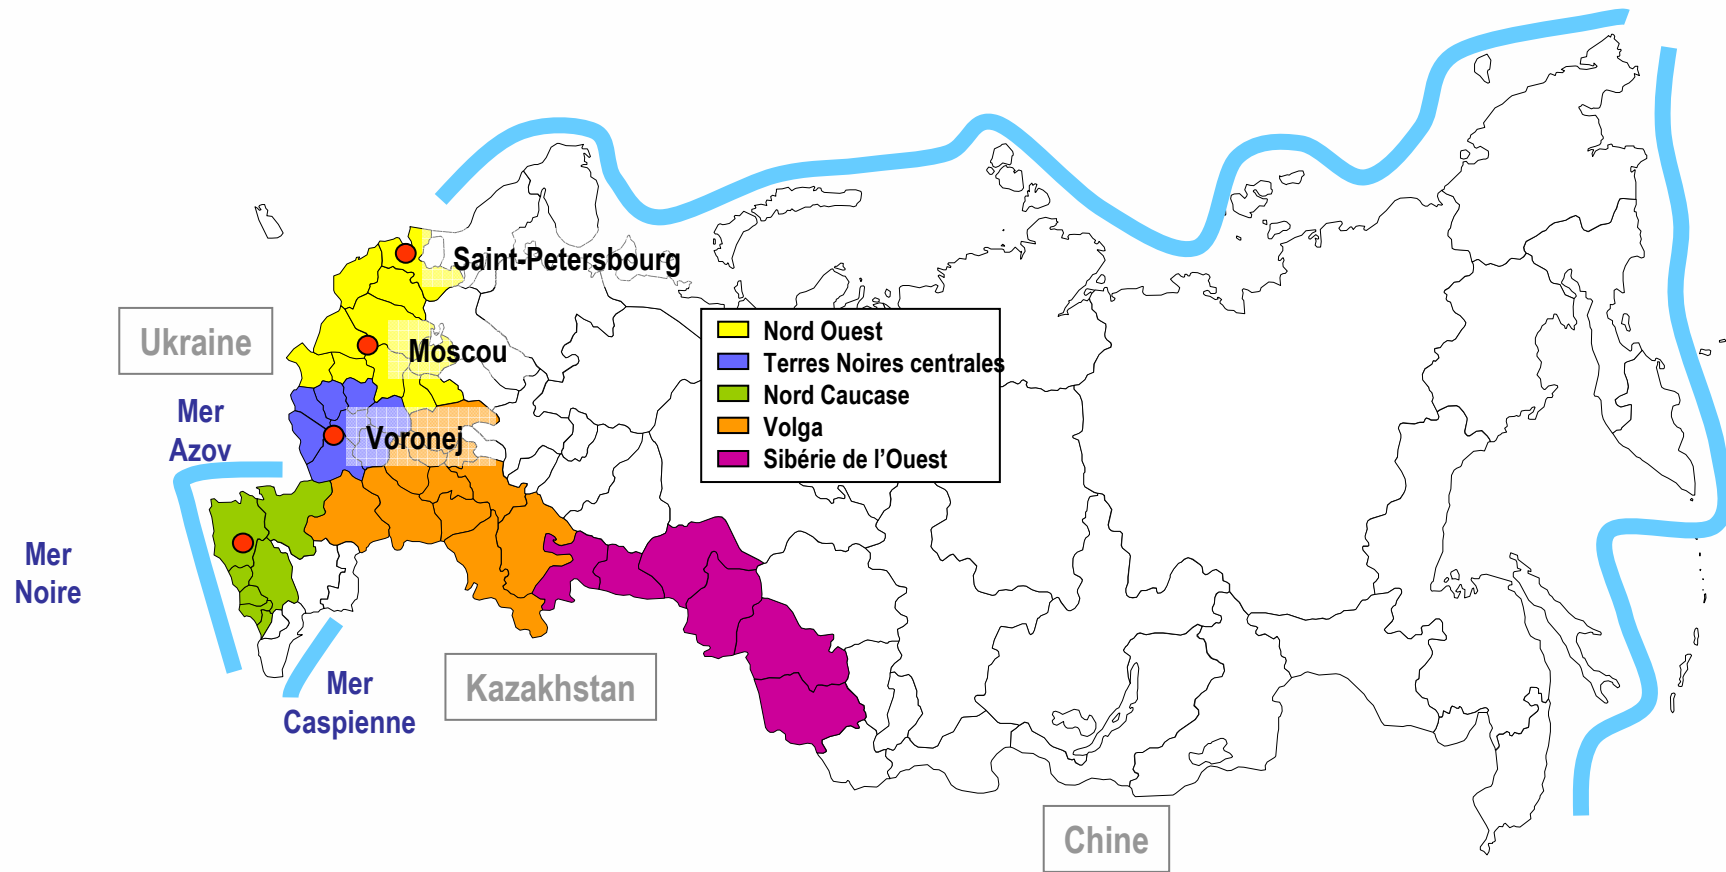 Saint-Petersbourg
Ukraine
Moscou
Nord Ouest
Terres Noires centrales
Nord Caucase
Volga
Sibérie de l’Ouest
Mer
Azov
Voronej
Mer
Noire
Kazakhstan
Mer
Caspienne
Chine